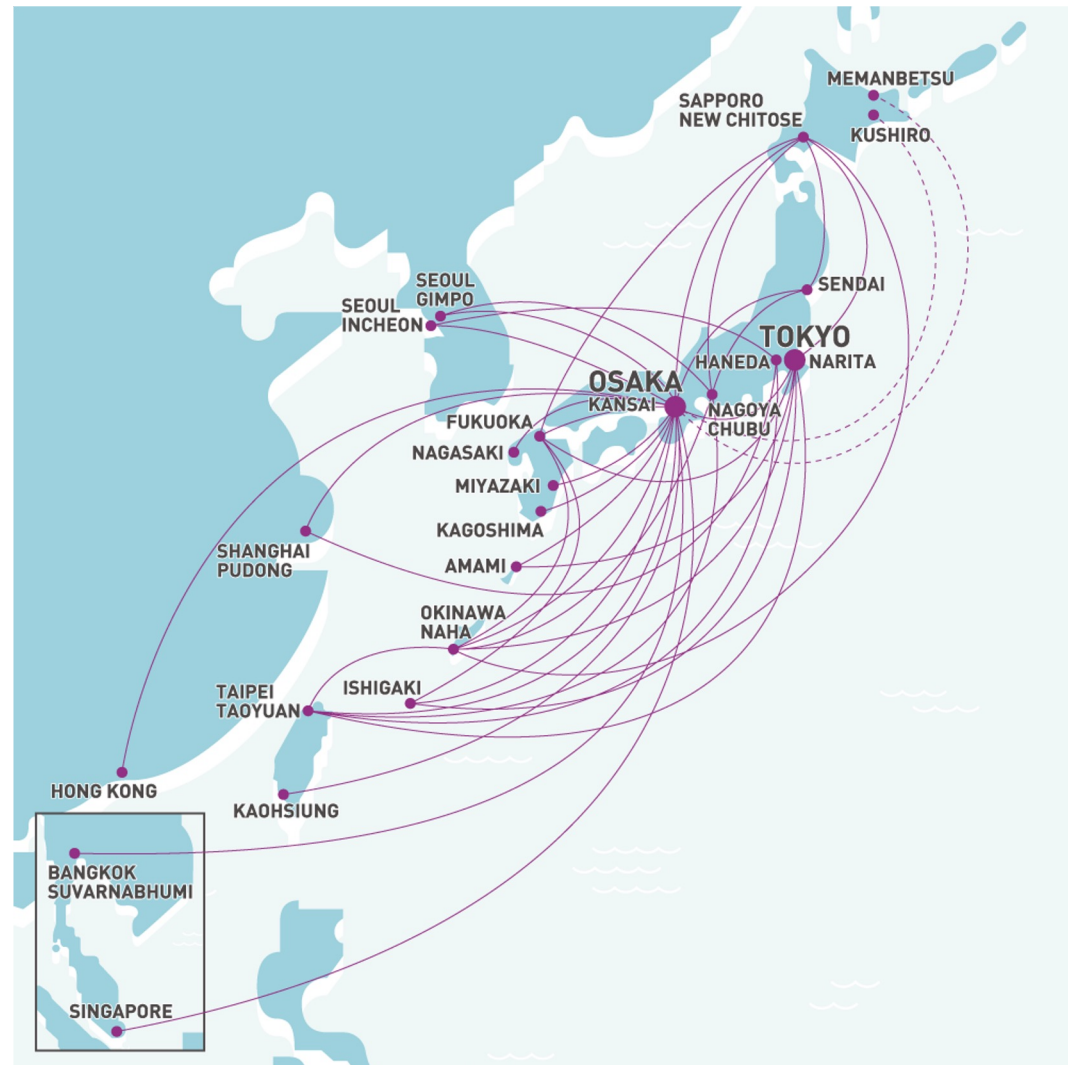 MEMANBETSU
SAPPORO
NEW CHITOSE
KUSHIRO
SEOUL
GIMPO
SENDAI
SEOUL
INCHEON
TOKYO
HANEDA
NARITA
OSAKA
KANSAI
NAGOYA
CHUBU
FUKUOKA
NAGASAKI
MIYAZAKI
KAGOSHIMA
SHANGHAI
PUDONG
AMAMI
OKINAWA
NAHA
ISHIGAKI
TAIPEI
TAOYUAN
HONG KONG
KAOHSIUNG
BANGKOK
SUVARNABHUMI
SINGAPORE